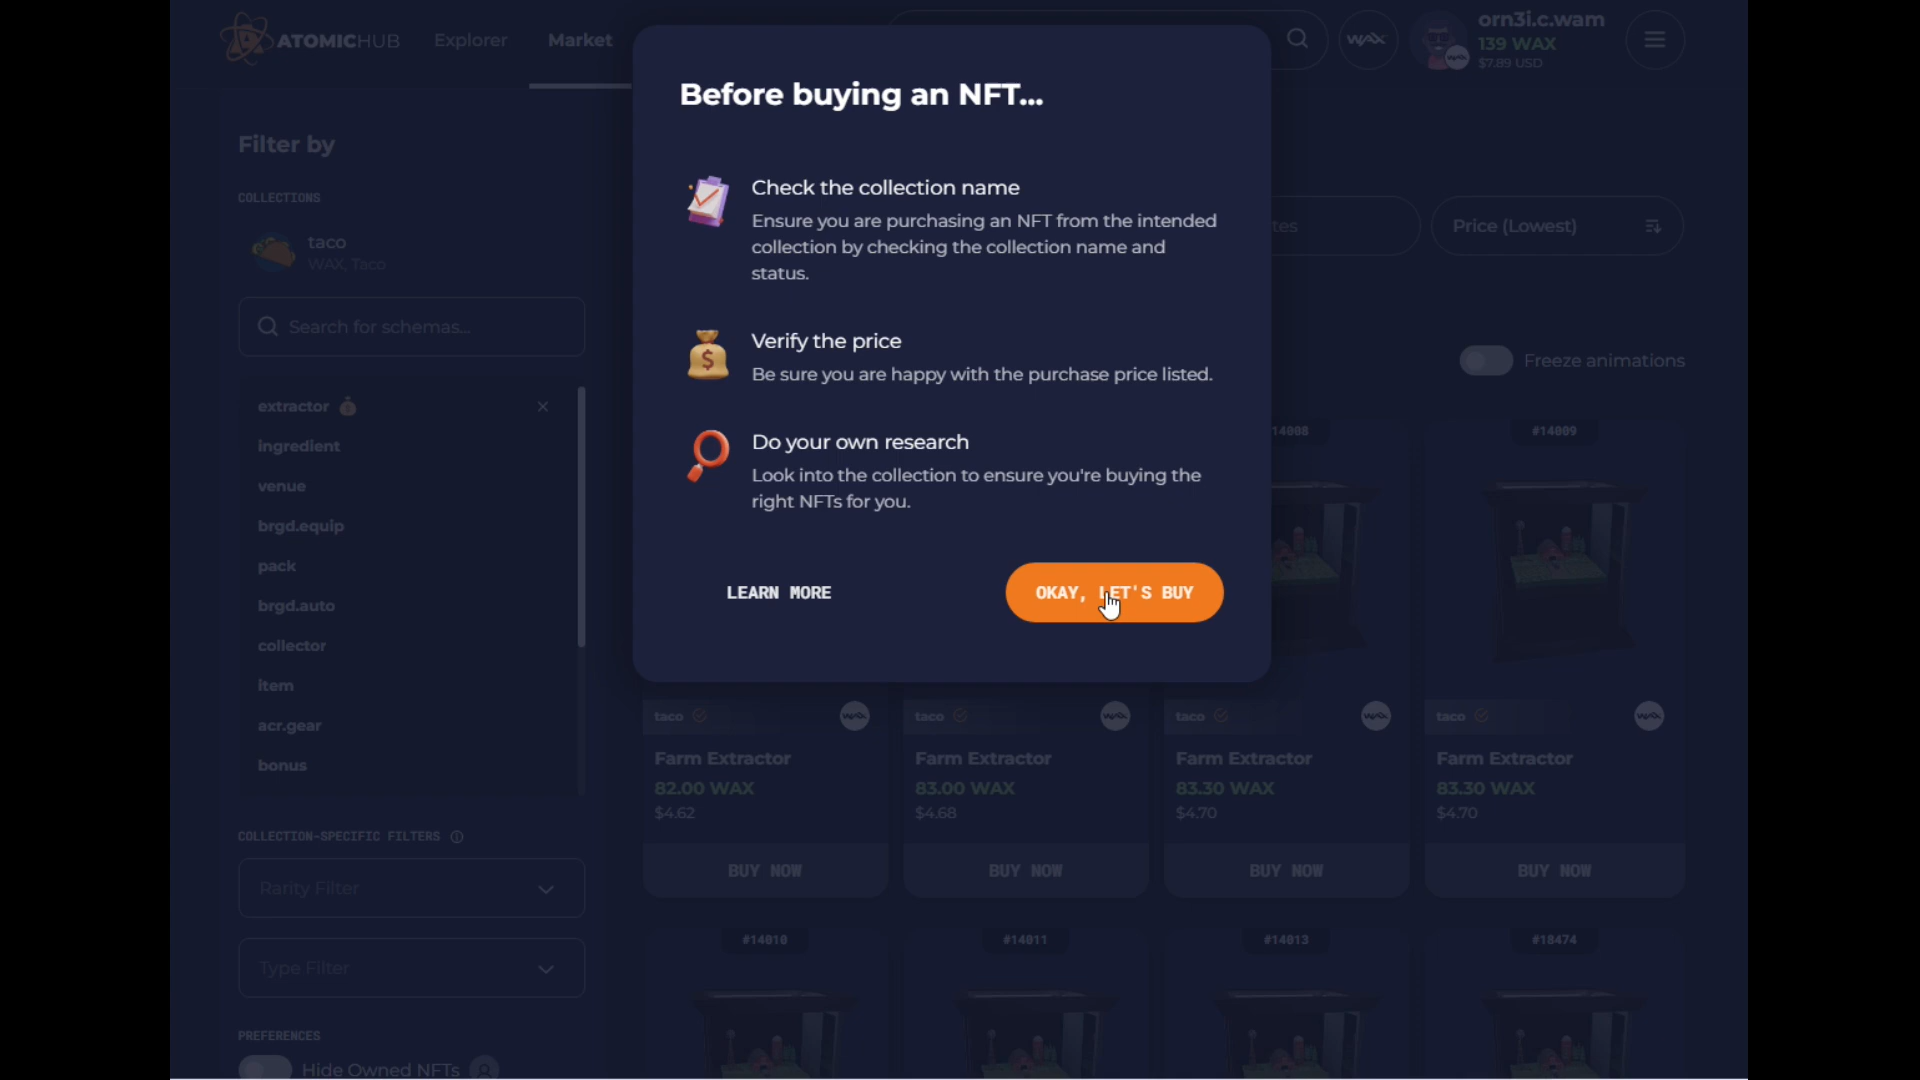 ATOMICHUB
Explorer
Market
orn3i.c.wam
139 WAX
$7.89 USD
WAX
Before buying an NFT...
Check the collection name
Ensure you are purchasing an NFT from the intended
collection by checking the collection name and
status.
Verify the price
Be sure you are happy with the purchase price listed.
Do your own research
Look into the collection to ensure you're buying the
right NFTs for you.
LEARN MORE
OKAY, LET'S BUY
Filter by
COLLECTIONS
taco
WAX, Taco
Search for schemas...
extractor
ingredient
venue
brgd.equip
pack
brgd.auto
collector
item
acr.gear
bonus
COLLECTION-SPECIFIC FILTERS
Rarity Filter
Type Filter
PREFERENCES
Hide Owned NFTs
tes
Price (Lowest)
Freeze animations
14008
#14009
taco
Farm Extractor
82.00 WAX
$4.62
BUY NOW
taco
Farm Extractor
83.00 WAX
$4.68
BUY NOW
taco
Farm Extractor
83.30 WAX
$4.70
BUY NOW
taco
Farm Extractor
83.30 WAX
$4.70
BUY NOW
#14010
#14011
#14013
#18474